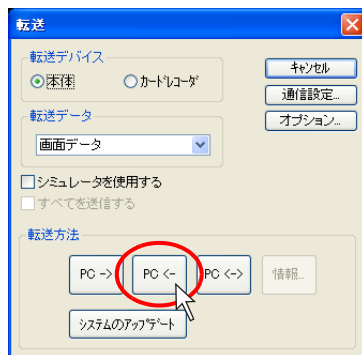 転送
転送デバイス
本体
カードレコーダ
キャンセル
通信設定...
オプション...
転送データ
画面データ
シミュレータを使用する
すべてを送信する
転送方法
PC ->
PC <-
PC <->
情報...
システムのアップデート